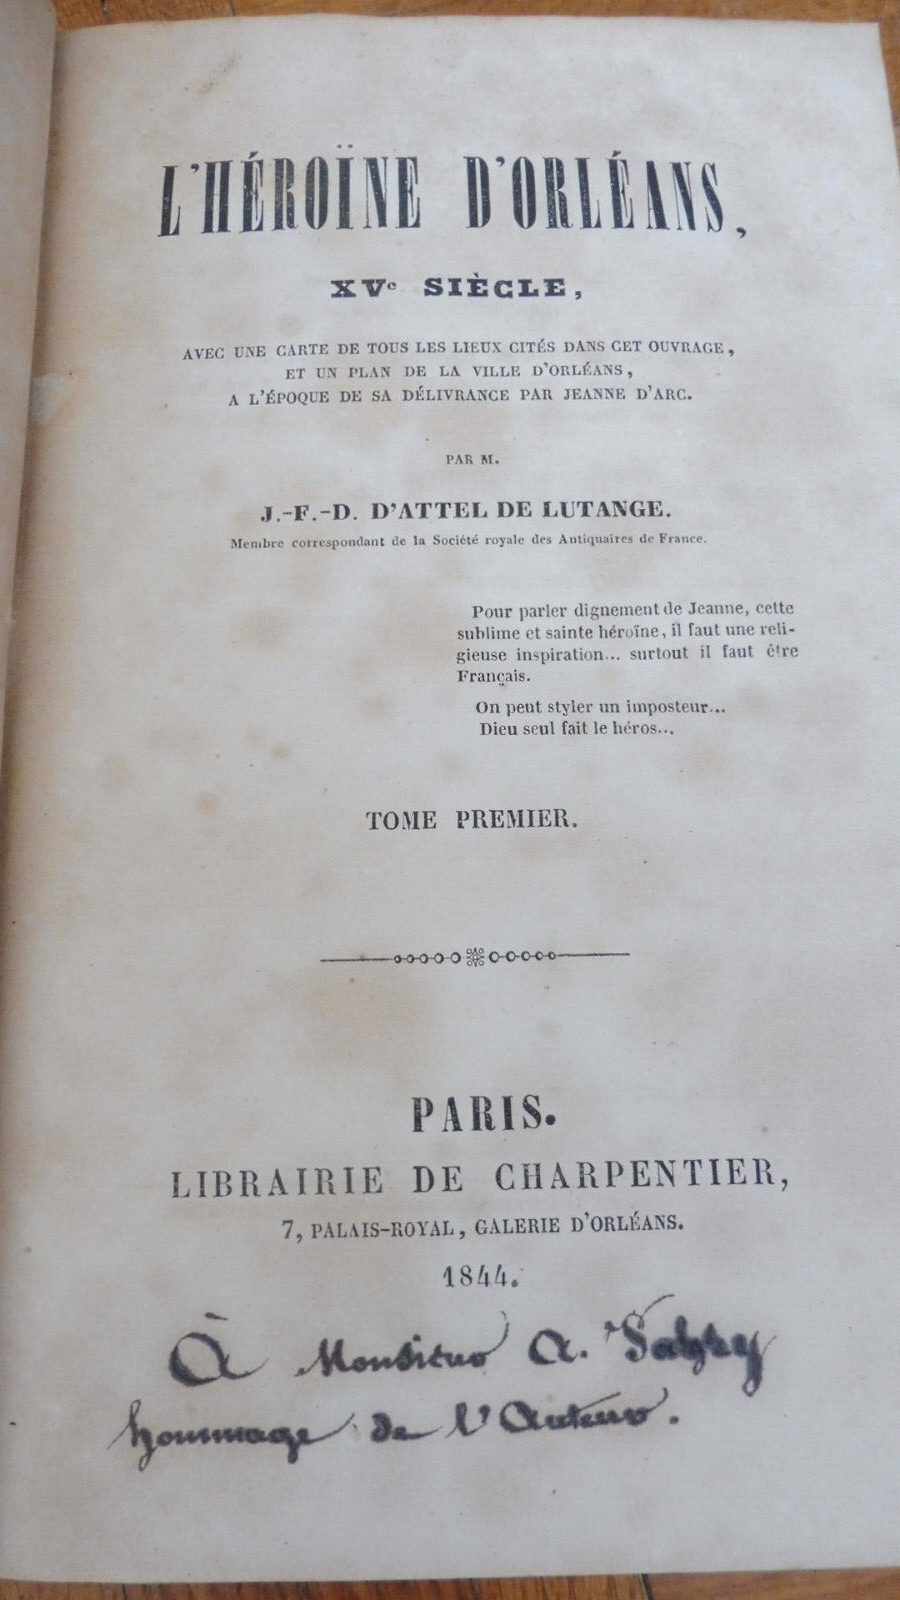 L'HÉROÏNE D'ORLÉANS,
XVe SIÈCLE,
AVEC UNE CARTE DE TOUS LES LIEUX CITÉS DANS CET OUVRAGE,
ET UN PLAN DE LA VILLE D'ORLÉANS,
A L'ÉPOQUE DE SA DÉLIVRANCE PAR JEANNE D'ARC.
PAR M.
J.-F.-D. D'ATTEL DE LUTANGE.
Membre correspondant de la Société royale des Antiquaires de France.
Pour parler dignement de Jeanne, cette
sublime et sainte héroïne, il faut une reli-
gieuse inspiration... surtout il faut être
Français.
On peut styler un imposteur...
Dieu seul fait le héros...
TOME PREMIER.
PARIS.
LIBRAIRIE DE CHARPENTIER,
7, PALAIS-ROYAL, GALERIE D'ORLÉANS.
1844.
À Monsieur A.
hommage de l'Auteur.